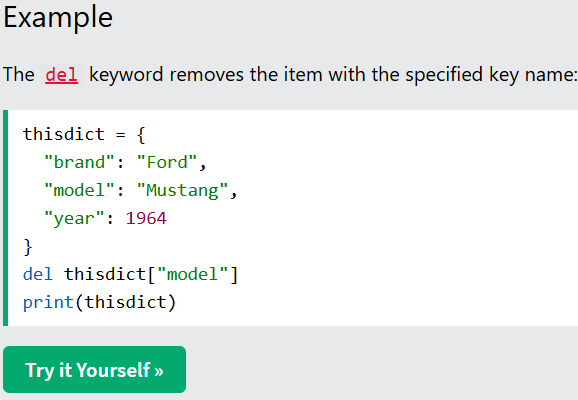 Example
The del keyword removes the item with the specified key name:
thisdict = {
  "brand": "Ford",
  "model": "Mustang",
  "year": 1964
}
del thisdict["model"]
print(thisdict)
Try it Yourself »